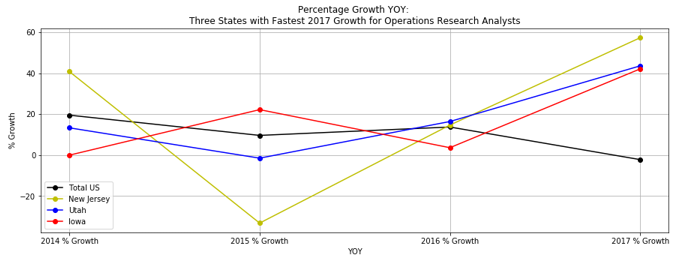 Percentage Growth YOY:
Three States with Fastest 2017 Growth for Operations Research Analysts
60
40
20
0
−20
% Growth
Total US
New Jersey
Utah
Iowa
2014 % Growth
2015 % Growth
2016 % Growth
2017 % Growth
YOY